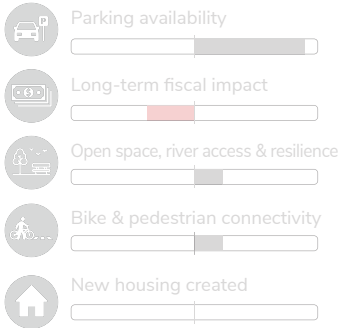 Parking availability
Long-term fiscal impact
Open space, river access & resilience
Bike & pedestrian connectivity
New housing created